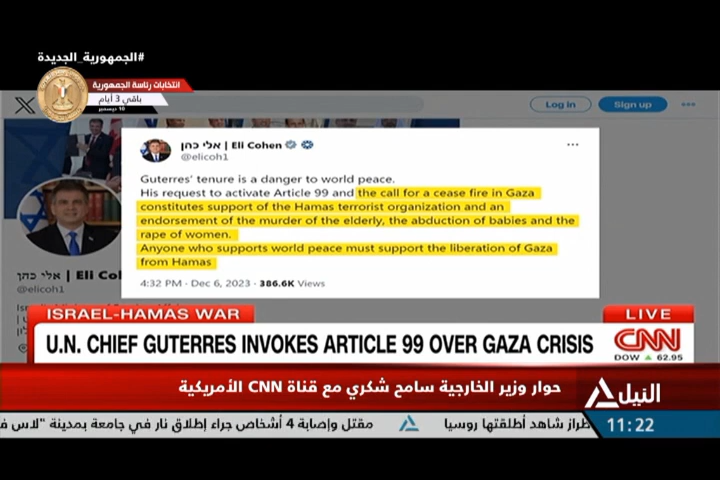 #الجمهورية_الجديدة
انتخابات رئاسة الجمهورية
باقي 3 أيام
10 ديسمبر
Log in
Sign up
אלי כהן | Eli Cohen
@elicoh1
Guterres' tenure is a danger to world peace.
His request to activate Article 99 and the call for a cease fire in Gaza
constitutes support of the Hamas terrorist organization and an
endorsement of the murder of the elderly, the abduction of babies and the
rape of women.
Anyone who supports world peace must support the liberation of Gaza
from Hamas
4:32 PM · Dec 6, 2023 · 386.6K Views
אלי כהן | Eli Col
@elicoh1
ISRAEL-HAMAS WAR
LIVE
U.N. CHIEF GUTERRES INVOKES ARTICLE 99 OVER GAZA CRISIS
CNN
DOW ▲ 62.95
حوار وزير الخارجية سامح شكري مع قناة CNN الأمريكية
النيل
طراز شاهد أطلقتها روسيا
مقتل وإصابة 4 أشخاص جراء إطلاق نار في جامعة بمدينة "لاس ف
11:22